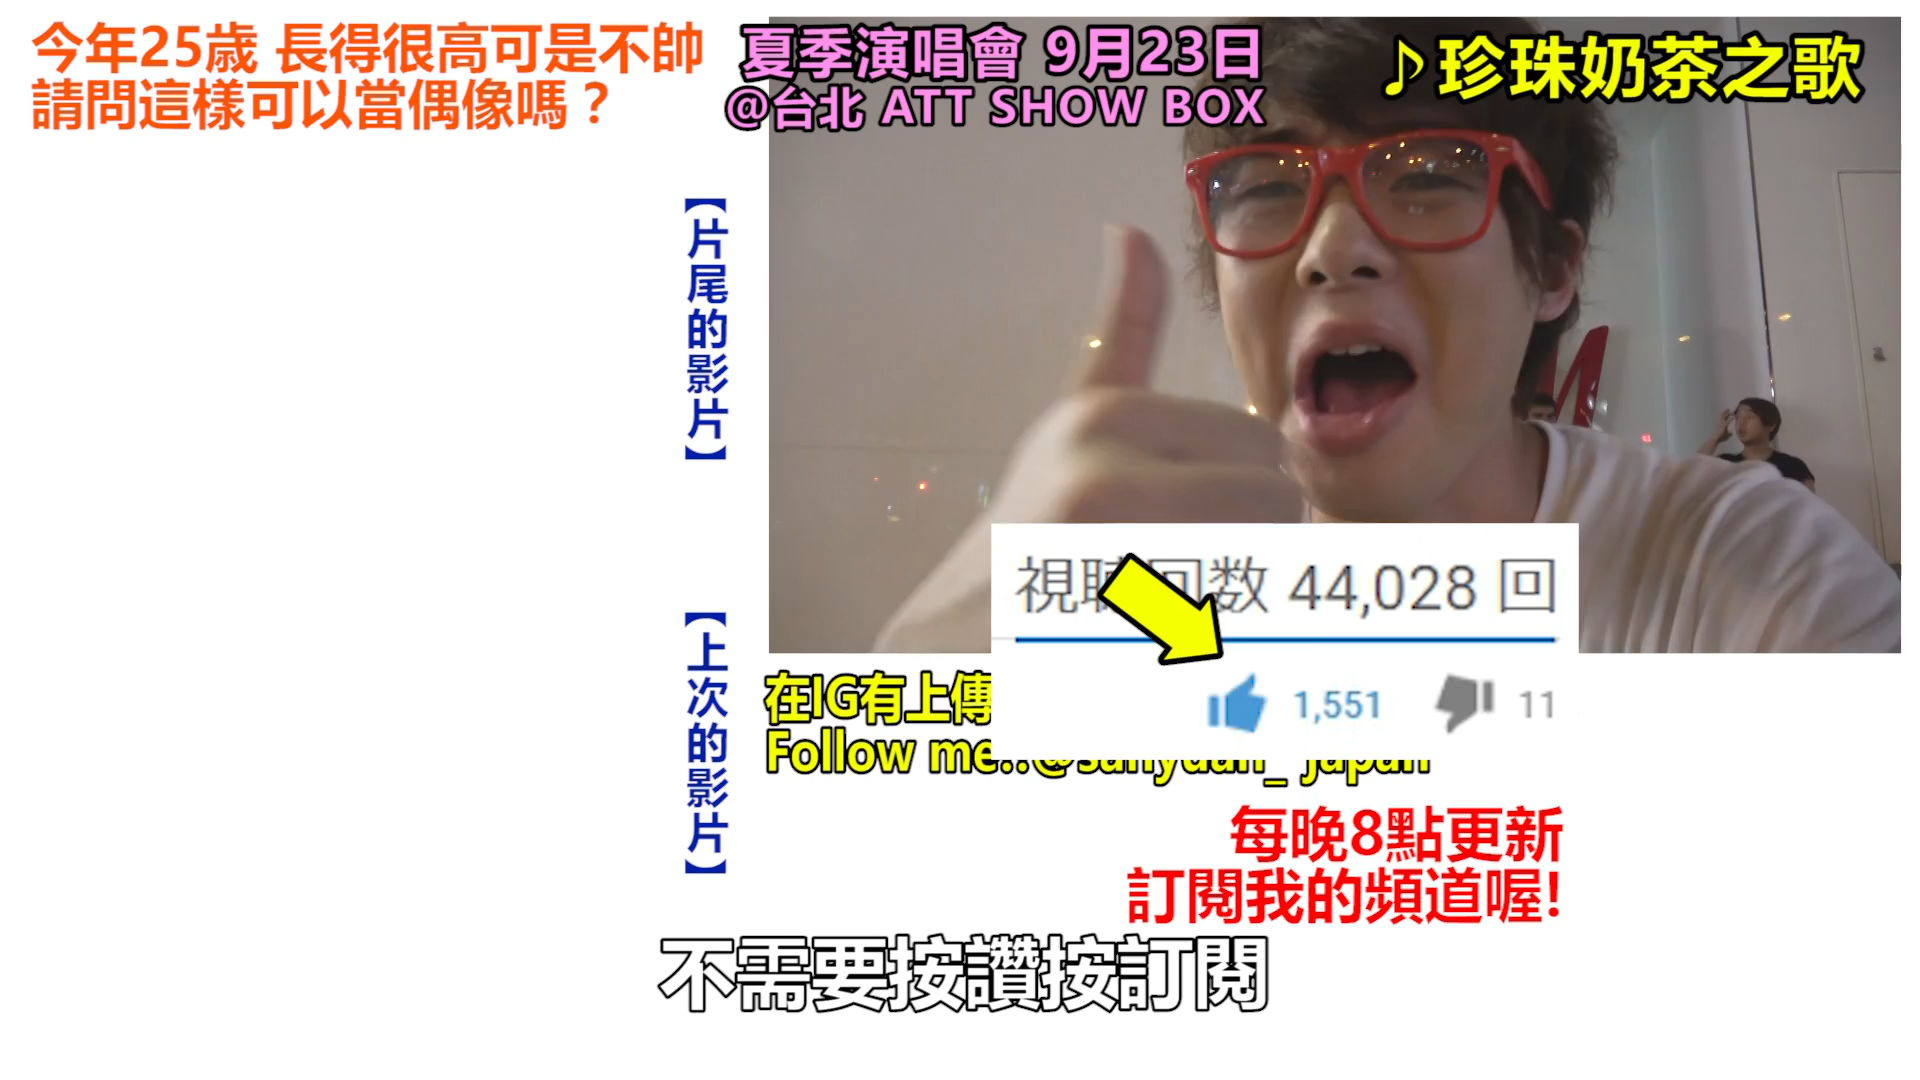 今年25歳 長得很高可是不帥
請問這樣可以當偶像嗎？
夏季演唱會 9月23日
@台北 ATT SHOW BOX
♪珍珠奶茶之歌
【片尾的影片】
【上次的影片】
視聴回数 44,028 回
1,551
11
在IG有上傳
Follow me..@sanyuan_ japan
每晚8點更新
訂閱我的頻道喔!
不需要按讚按訂閱